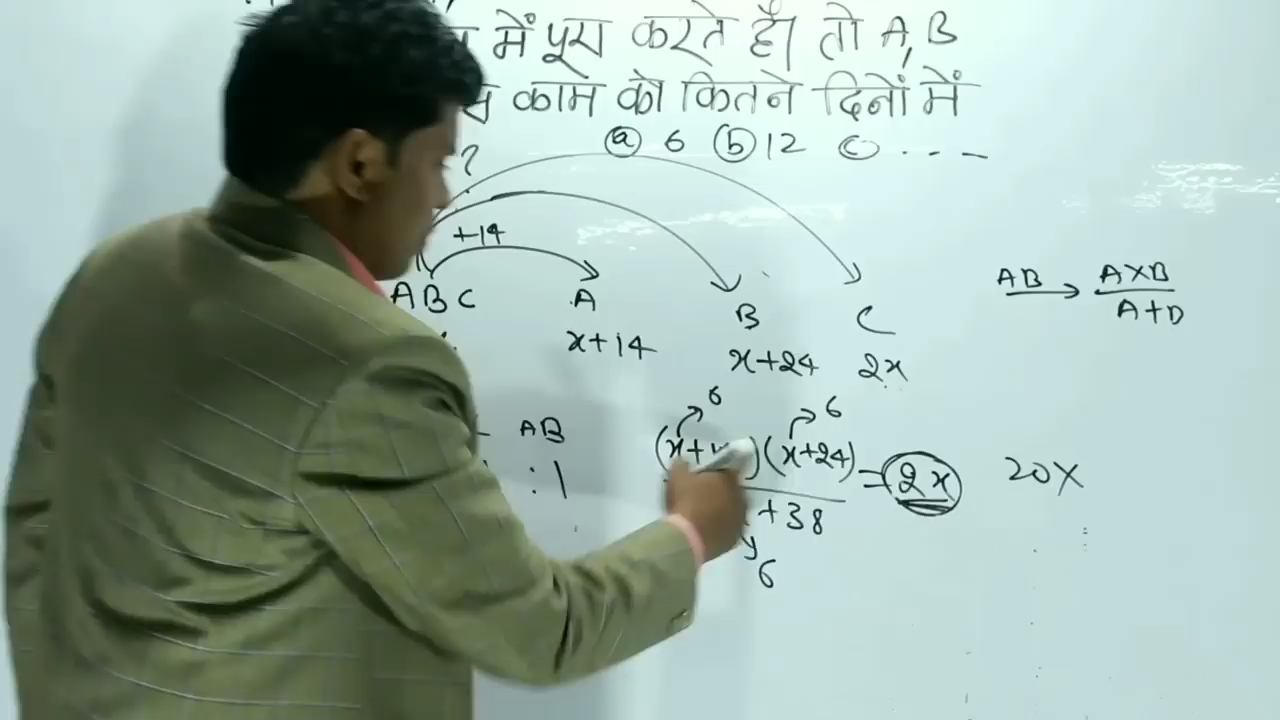 में पूरा करते है। तो A, B
काम को कितने दिनों में
? (a) 6 (b) 12 (c) ...
+14
A B C A B C
x+14 x+24 2x
AB → A×B
A+D
6 6
AB (x+ ) (x+24) = 2x 20x
:1 +38
6